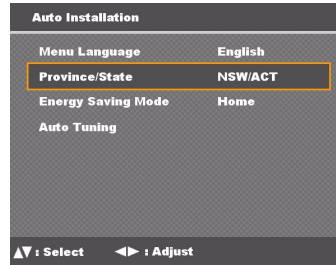 Auto Installation
Menu Language English
Province/State NSW/ACT
Energy Saving Mode Home
Auto Tuning
▲▼ : Select ◄► : Adjust